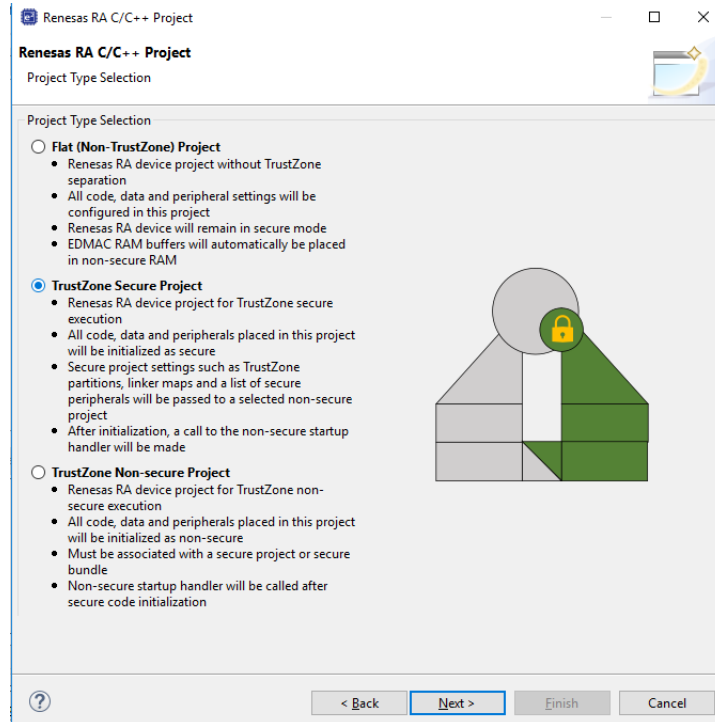 Renesas RA C/C++ Project
Renesas RA C/C++ Project
Project Type Selection
Project Type Selection
Flat (Non-TrustZone) Project
• Renesas RA device project without TrustZone
separation
• All code, data and peripheral settings will be
configured in this project
• Renesas RA device will remain in secure mode
• EDMAC RAM buffers will automatically be placed
in non-secure RAM
TrustZone Secure Project
• Renesas RA device project for TrustZone secure
execution
• All code, data and peripherals placed in this project
will be initialized as secure
• Secure project settings such as TrustZone
partitions, linker maps and a list of secure
peripherals will be passed to a selected non-secure
project
• After initialization, a call to the non-secure startup
handler will be made
TrustZone Non-secure Project
• Renesas RA device project for TrustZone non-
secure execution
• All code, data and peripherals placed in this project
will be initialized as non-secure
• Must be associated with a secure project or secure
bundle
• Non-secure startup handler will be called after
secure code initialization
? < Back Next > Finish Cancel